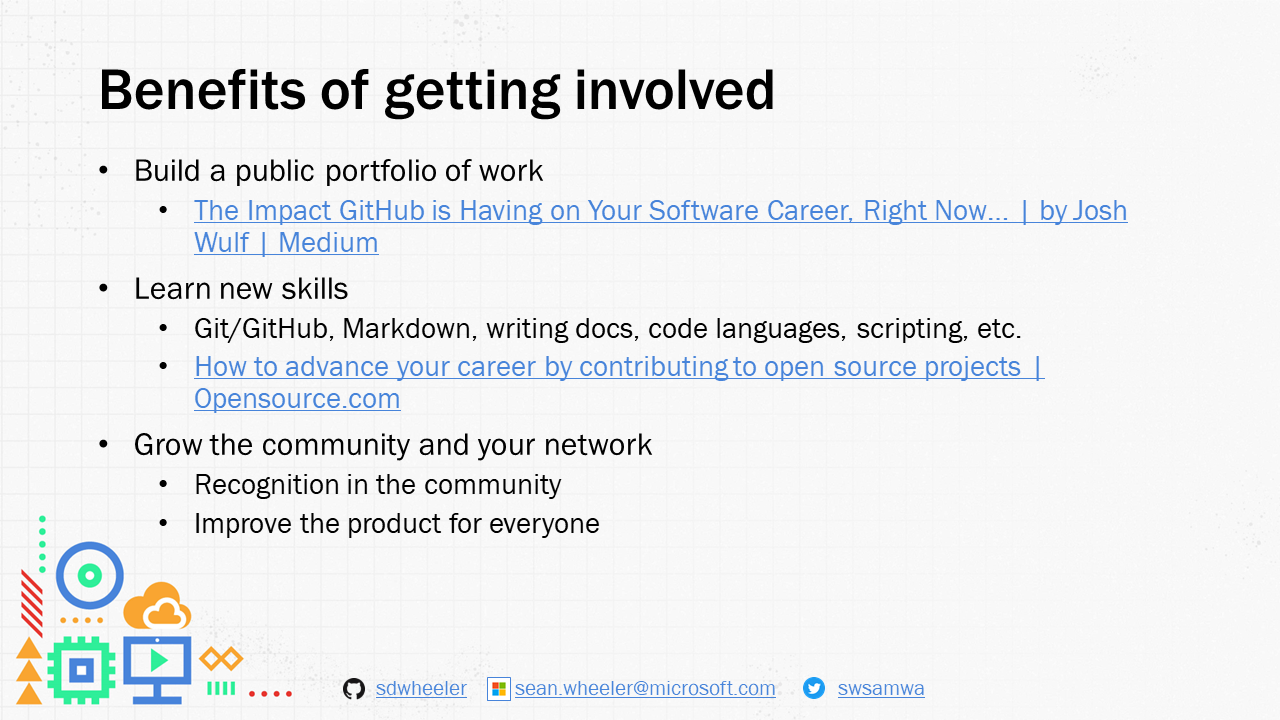 Benefits of getting involved
• Build a public portfolio of work
• The Impact GitHub is Having on Your Software Career, Right Now… | by Josh
Wulf | Medium
• Learn new skills
• Git/GitHub, Markdown, writing docs, code languages, scripting, etc.
• How to advance your career by contributing to open source projects |
Opensource.com
• Grow the community and your network
• Recognition in the community
• Improve the product for everyone
sdwheeler sean.wheeler@microsoft.com swsamwa